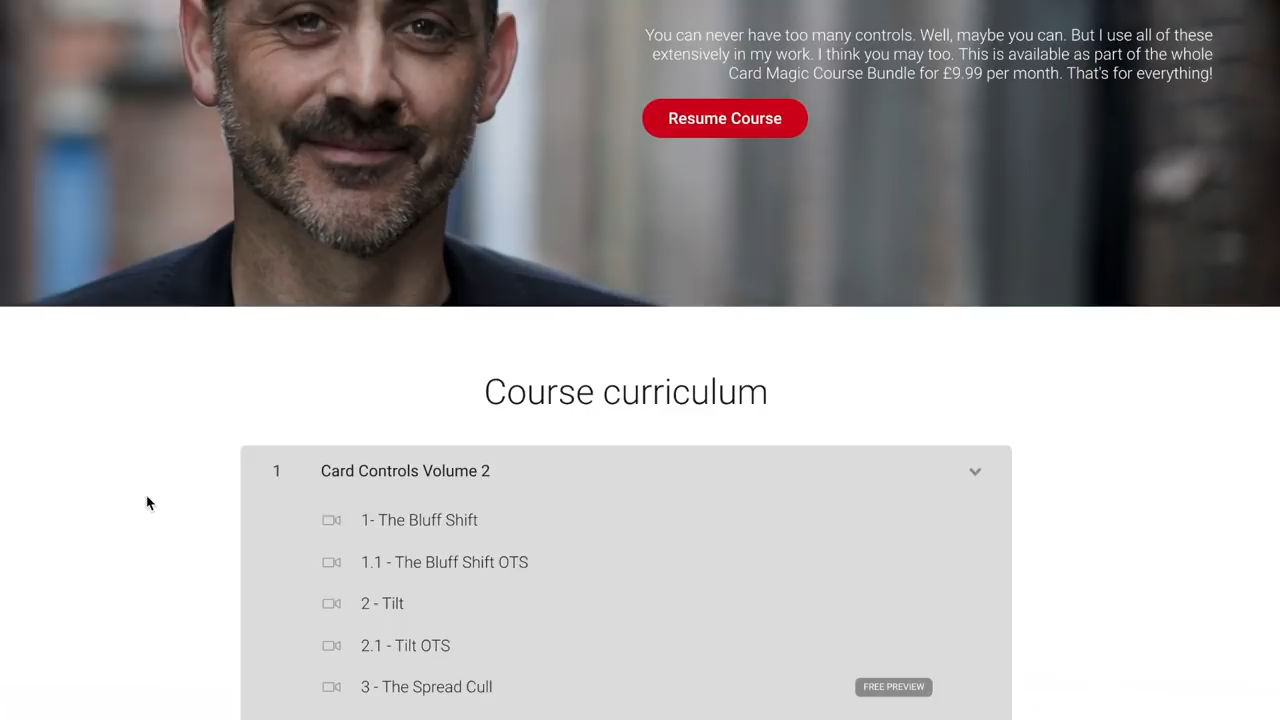 You can never have too many controls. Well, maybe you can. But I use all of these
extensively in my work. I think you may too. This is available as part of the whole
Card Magic Course Bundle for £9.99 per month. That's for everything!
Resume Course
Course curriculum
1 Card Controls Volume 2
1- The Bluff Shift
1.1 - The Bluff Shift OTS
2 - Tilt
2.1 - Tilt OTS
3 - The Spread Cull FREE PREVIEW